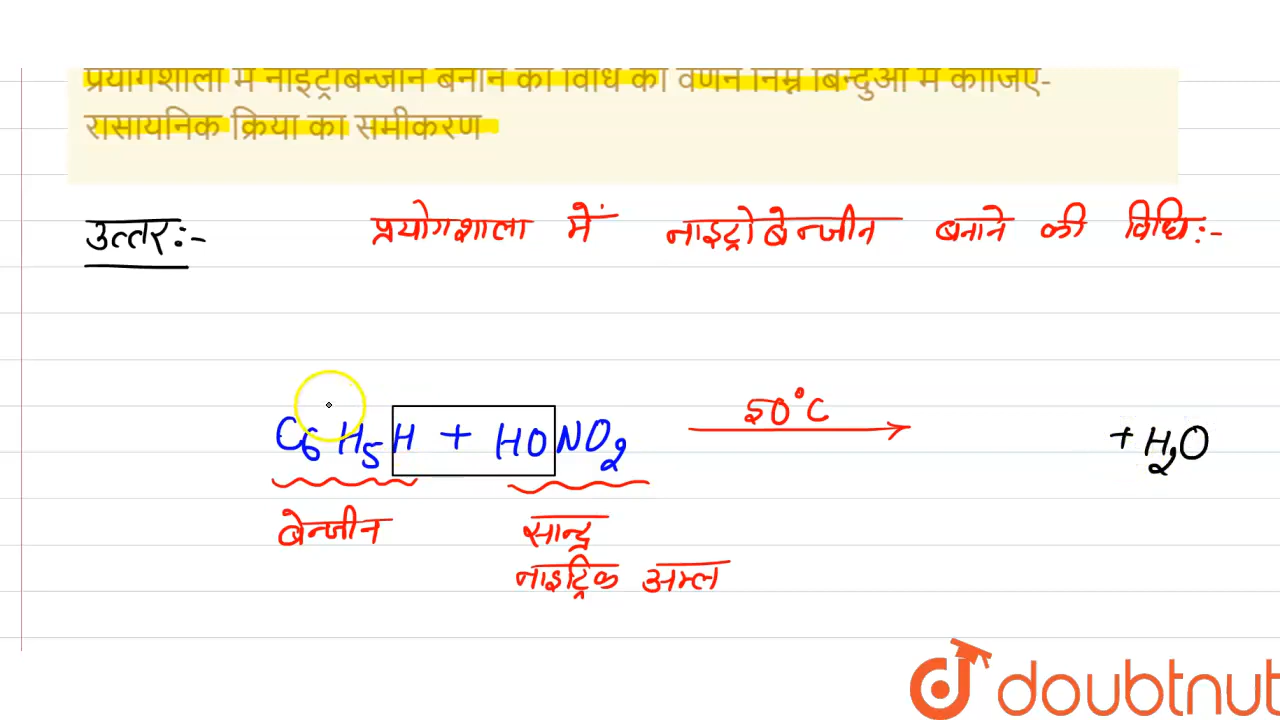 प्रयोगशाला में नाइट्रोबेन्जीन बनाने की विधि का वर्णन निम्न बिन्दुओं में कीजिए-
रासायनिक क्रिया का समीकरण
उत्तर:- प्रयोगशाला में नाइट्रोबेन्जीन बनाने की विधि:-
50°C
C6H5H + HONO2 + H2O
बेन्जीन सान्द्र
नाइट्रिक अम्ल
doubtnut